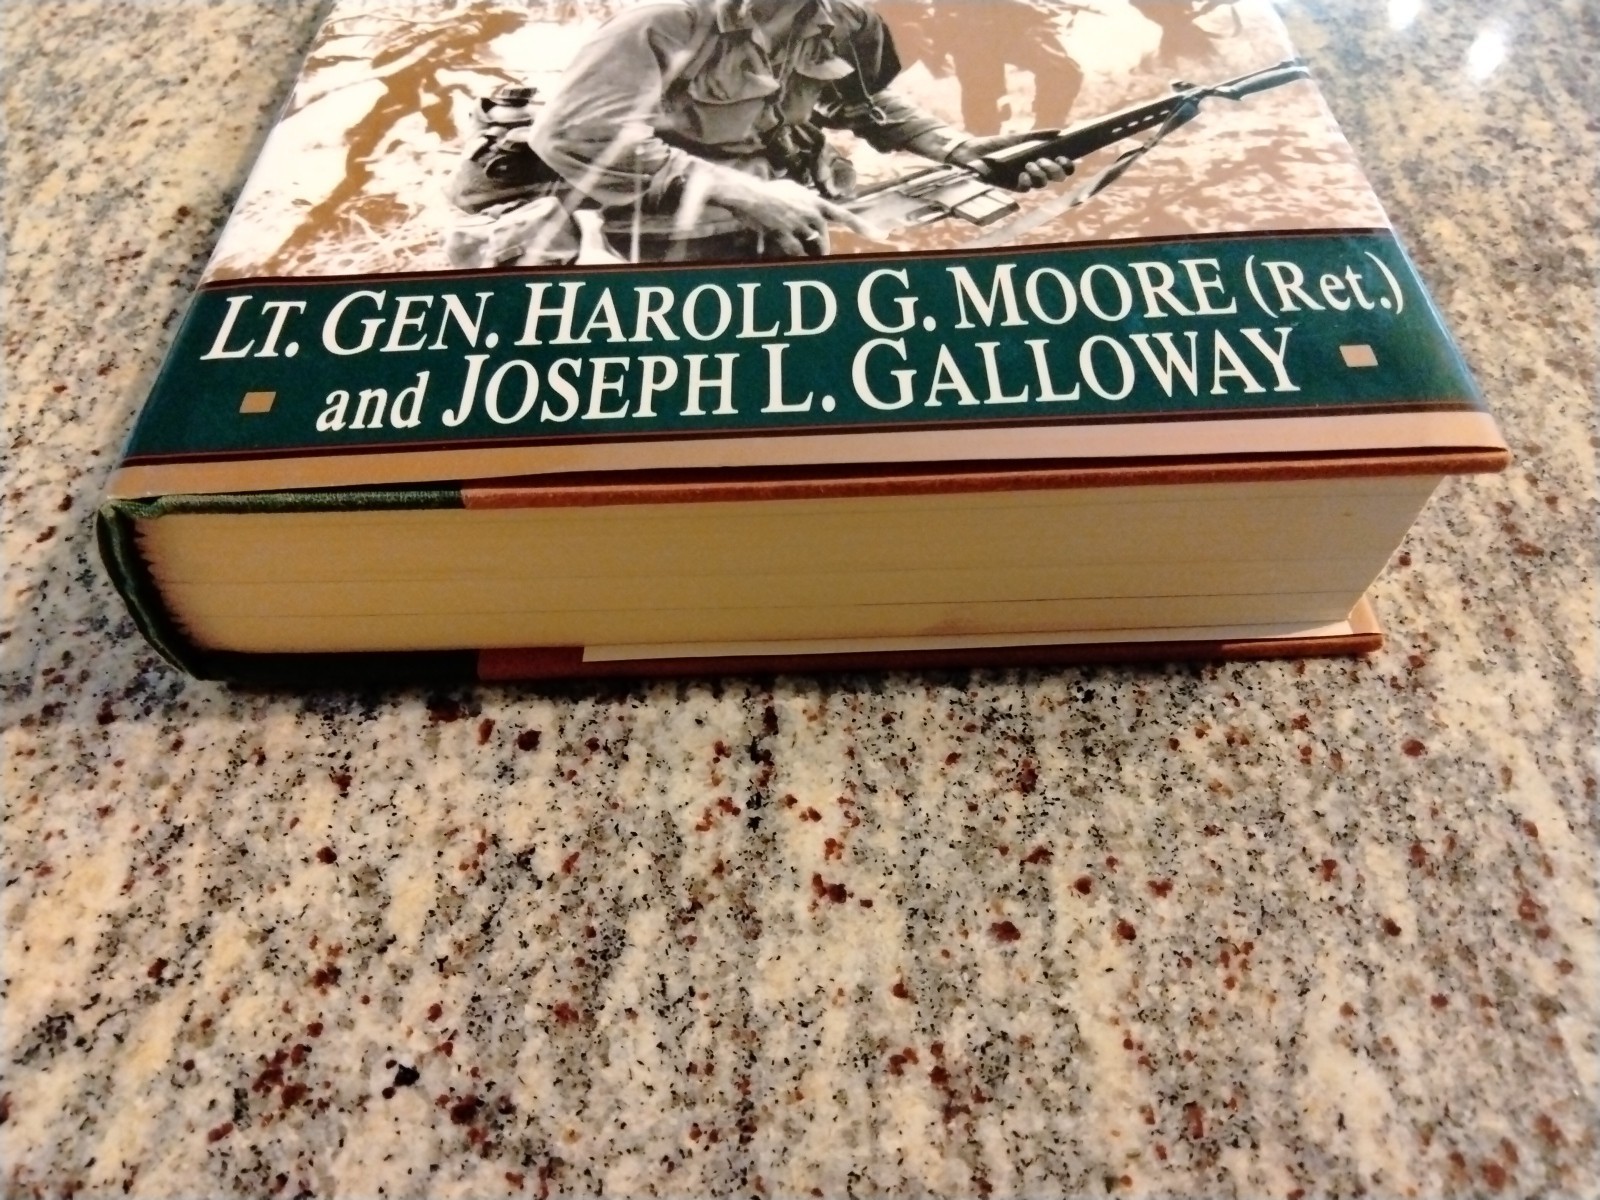 LT. GEN. HAROLD G. MOORE (Ret.)
and JOSEPH L. GALLOWAY